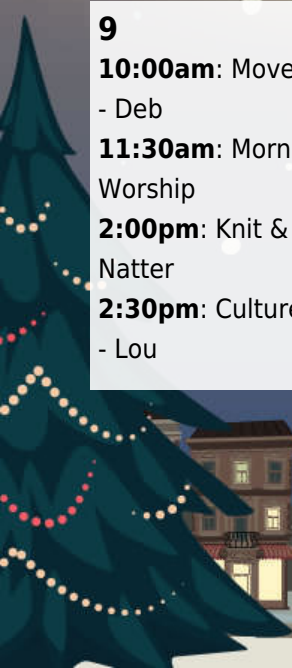 9
10:00am: Move
- Deb
11:30am: Morn
Worship
2:00pm: Knit &
Natter
2:30pm: Culture
- Lou